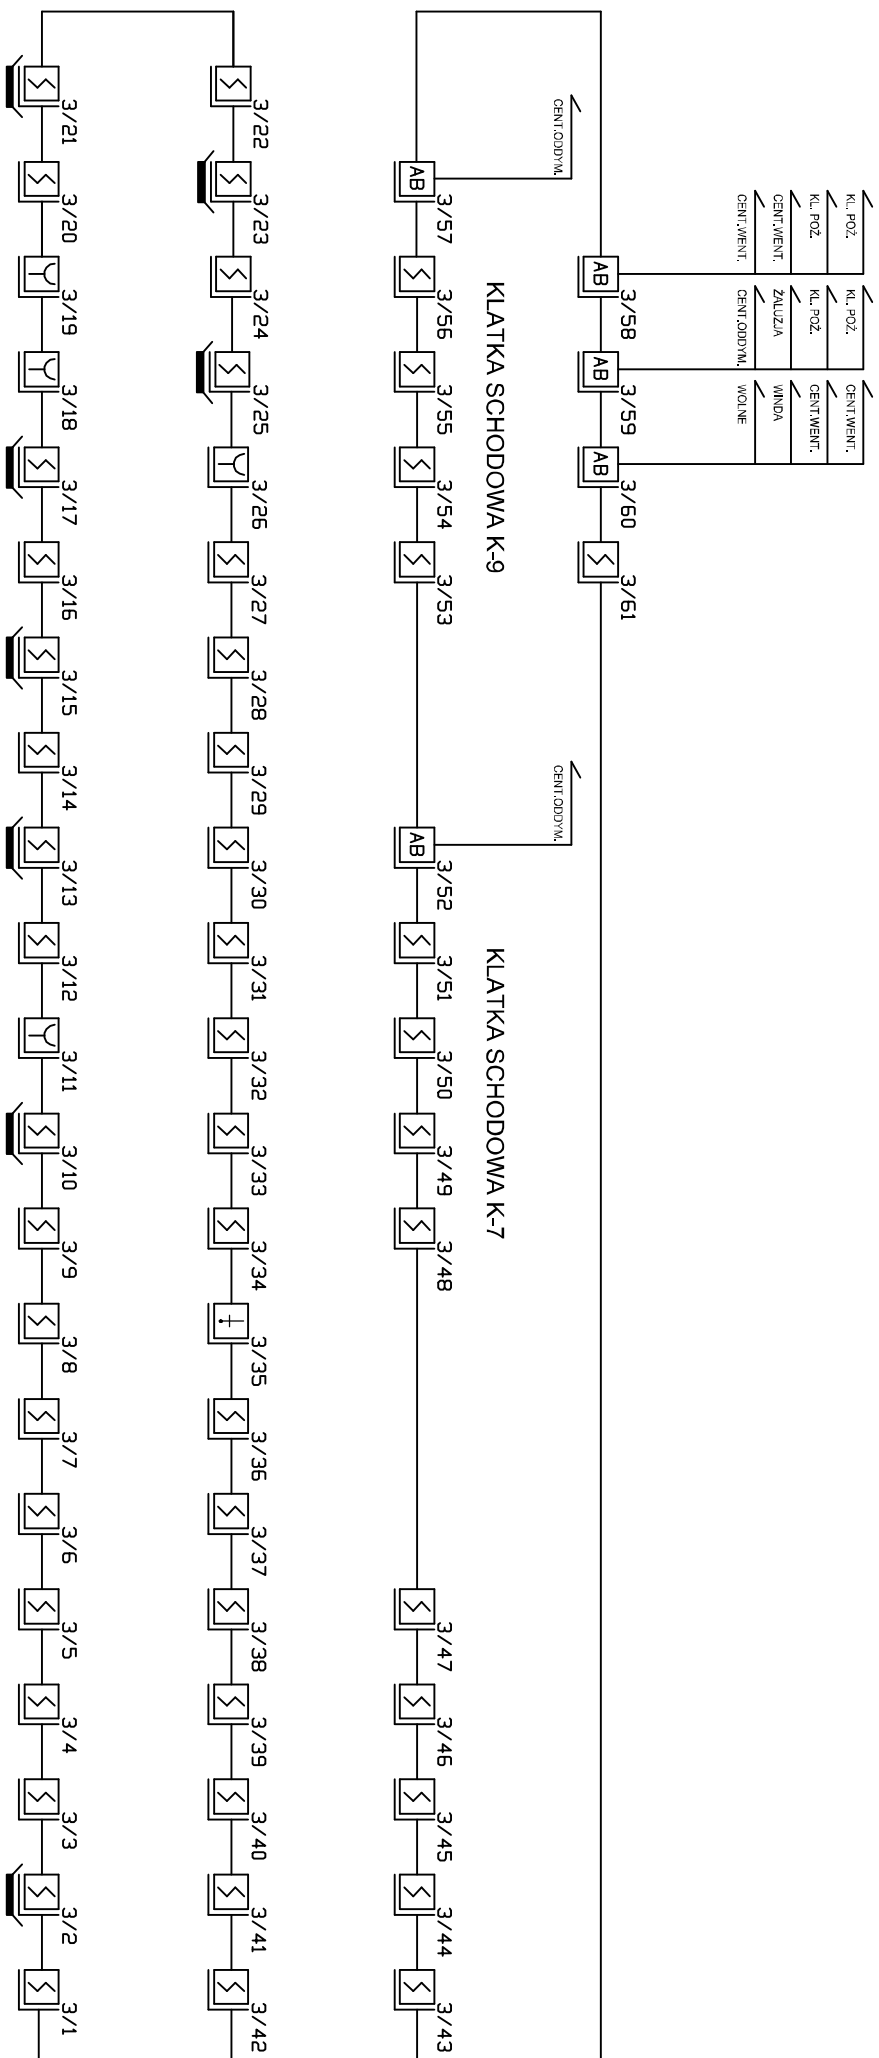 KL. POŻ.
KL. POŻ.
CENT.WENT.
CENT.WENT.
KL. POŻ.
KL. POŻ.
ŻALUZJA
CENT.ODDYM.
CENT.WENT.
CENT.WENT.
WINDA
WOLNE
AB
3/58
AB
3/59
AB
3/60
3/61
CENT.ODDYM.
CENT.ODDYM.
KLATKA SCHODOWA K-9
KLATKA SCHODOWA K-7
AB
3/57
3/56
3/55
3/54
3/53
AB
3/52
3/51
3/50
3/49
3/48
3/47
3/46
3/45
3/44
3/43
3/22
3/23
3/24
3/25
3/26
3/27
3/28
3/29
3/30
3/31
3/32
3/33
3/34
3/35
3/36
3/37
3/38
3/39
3/40
3/41
3/42
3/21
3/20
3/19
3/18
3/17
3/16
3/15
3/14
3/13
3/12
3/11
3/10
3/9
3/8
3/7
3/6
3/5
3/4
3/3
3/2
3/1